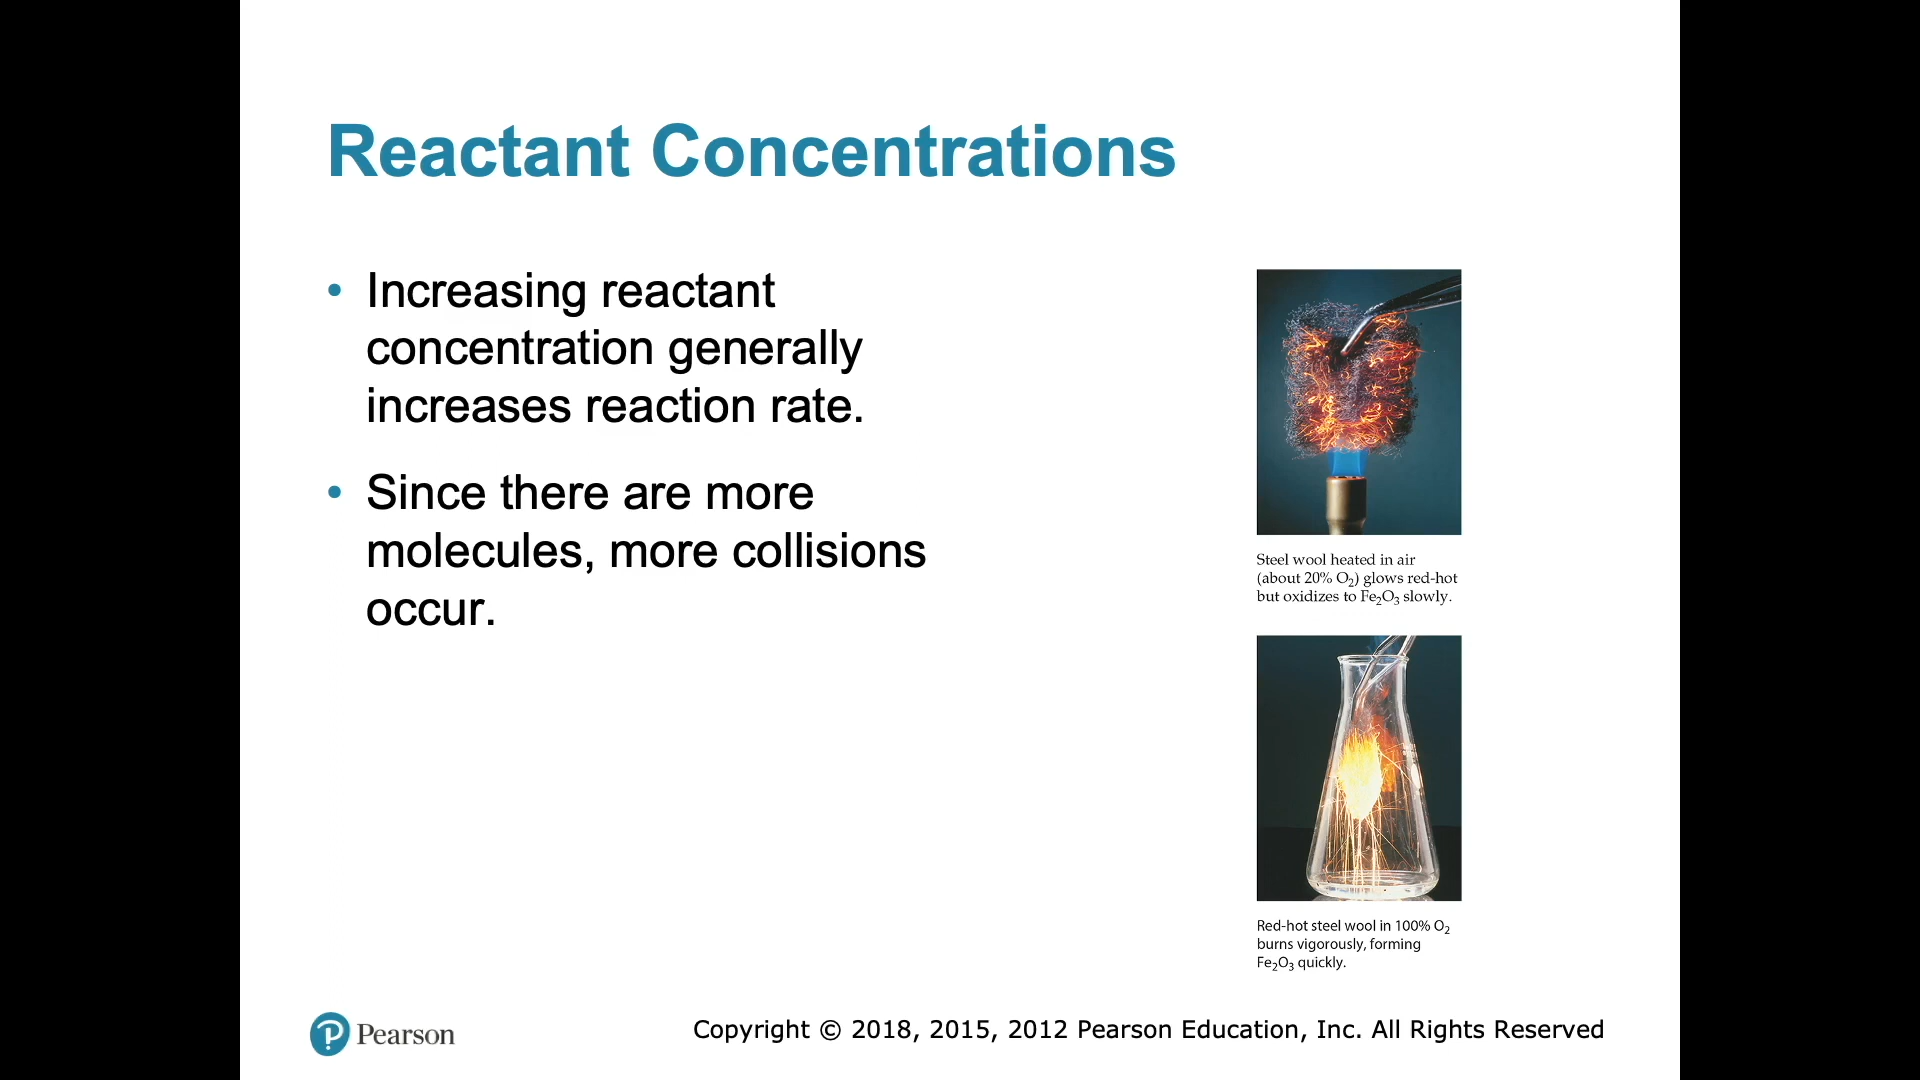 Reactant Concentrations
• Increasing reactant
concentration generally
increases reaction rate.
• Since there are more
molecules, more collisions
occur.
Steel wool heated in air
(about 20% O₂) glows red-hot
but oxidizes to Fe₂O₃ slowly.
Red-hot steel wool in 100% O₂
burns vigorously, forming
Fe₂O₃ quickly.
Pearson
Copyright © 2018, 2015, 2012 Pearson Education, Inc. All Rights Reserved